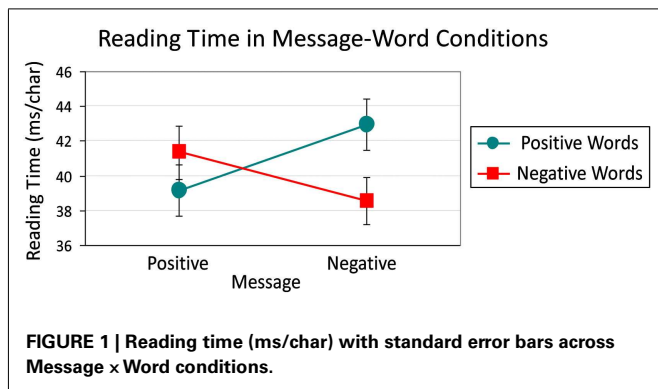 Reading Time in Message-Word Conditions
46
44
42
40
38
36
Reading Time (ms/char)
Positive
Negative
Message
Positive Words
Negative Words
FIGURE 1 | Reading time (ms/char) with standard error bars across
Message × Word conditions.